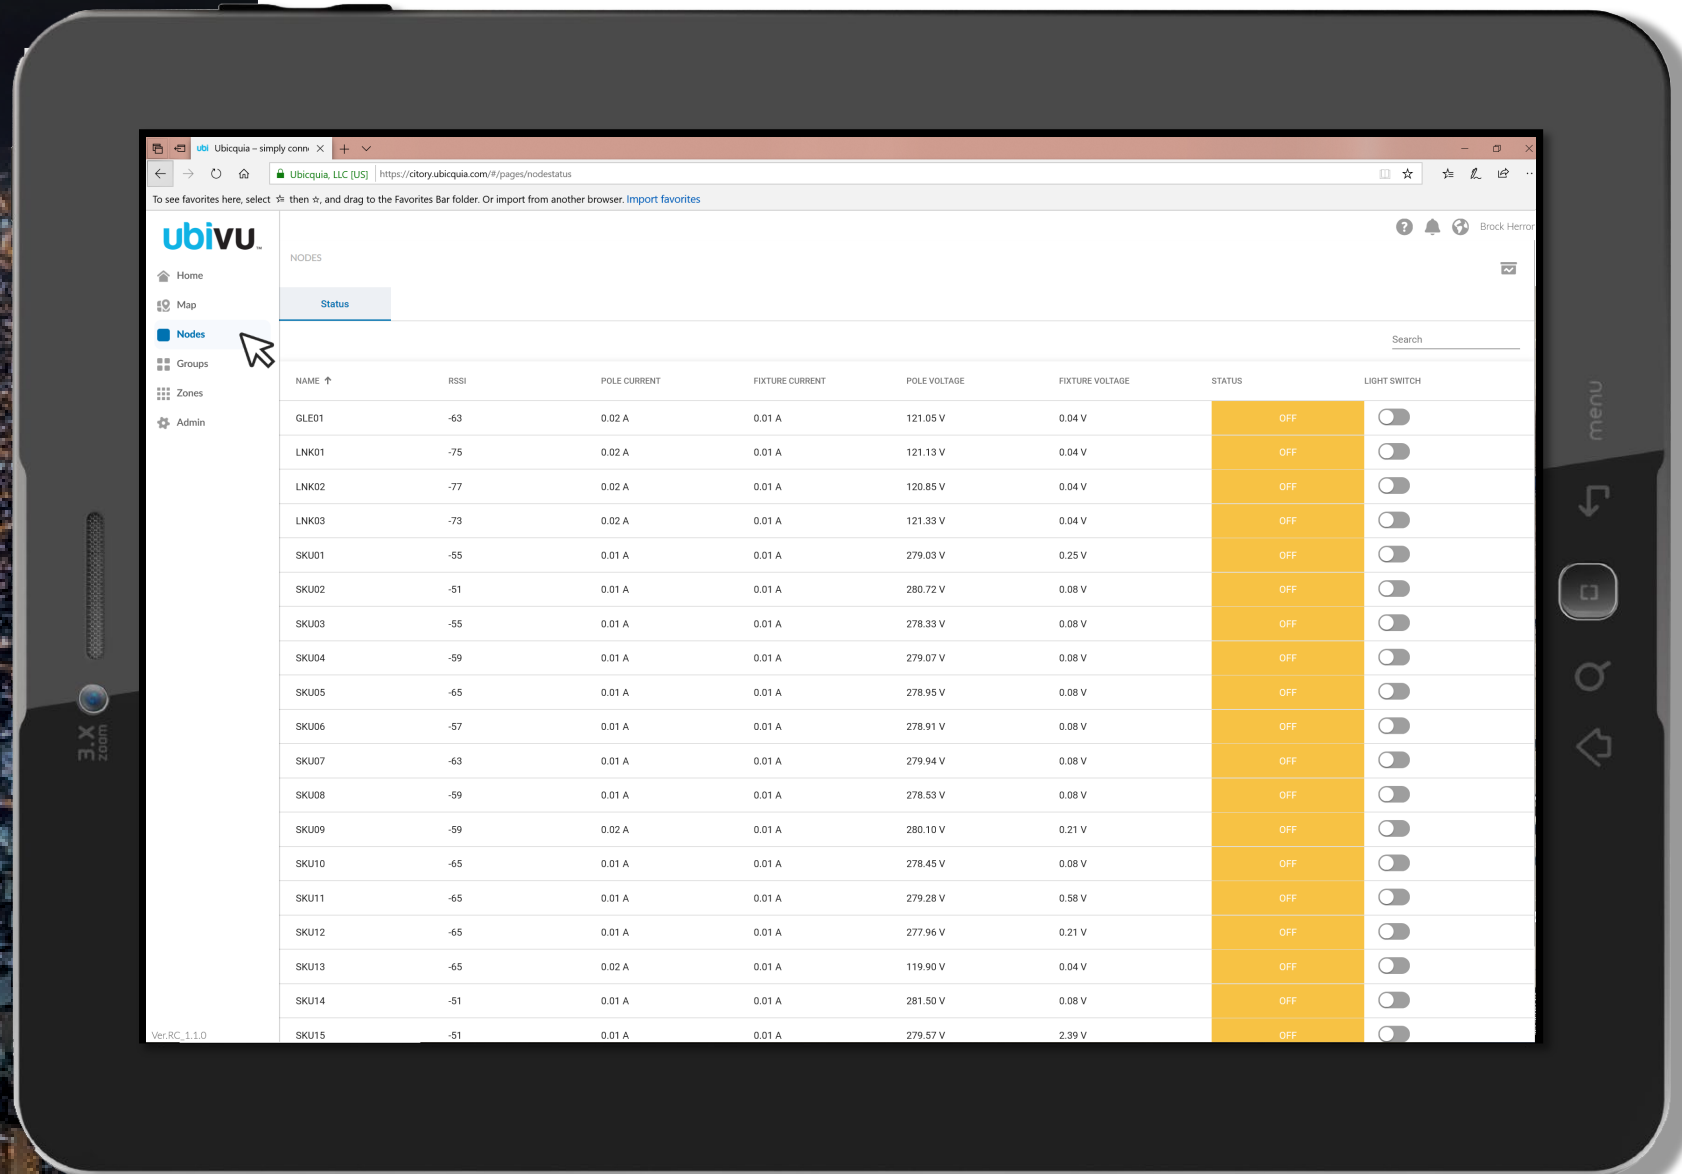 ubi Ubicquia – simply conn
Ubicquia, LLC [US] https://citory.ubicquia.com/#/pages/nodestatus
To see favorites here, select then ☆, and drag to the Favorites Bar folder. Or import from another browser. Import favorites
ubivu
Brock Herron
NODES
Home
Map
Nodes
Groups
Zones
Admin
Status
Search
NAME RSSI POLE CURRENT FIXTURE CURRENT POLE VOLTAGE FIXTURE VOLTAGE STATUS LIGHT SWITCH
GLE01 -63 0.02 A 0.01 A 121.05 V 0.04 V OFF
LNK01 -75 0.02 A 0.01 A 121.13 V 0.04 V OFF
LNK02 -77 0.02 A 0.01 A 120.85 V 0.04 V OFF
LNK03 -73 0.02 A 0.01 A 121.33 V 0.04 V OFF
SKU01 -55 0.01 A 0.01 A 279.03 V 0.25 V OFF
SKU02 -51 0.01 A 0.01 A 280.72 V 0.08 V OFF
SKU03 -55 0.01 A 0.01 A 278.33 V 0.08 V OFF
SKU04 -59 0.01 A 0.01 A 279.07 V 0.08 V OFF
SKU05 -65 0.01 A 0.01 A 278.95 V 0.08 V OFF
SKU06 -57 0.01 A 0.01 A 278.91 V 0.08 V OFF
SKU07 -63 0.01 A 0.01 A 279.94 V 0.08 V OFF
SKU08 -59 0.01 A 0.01 A 278.53 V 0.08 V OFF
SKU09 -59 0.02 A 0.01 A 280.10 V 0.21 V OFF
SKU10 -65 0.01 A 0.01 A 278.45 V 0.08 V OFF
SKU11 -65 0.01 A 0.01 A 279.28 V 0.58 V OFF
SKU12 -65 0.01 A 0.01 A 277.96 V 0.21 V OFF
SKU13 -65 0.02 A 0.01 A 119.90 V 0.04 V OFF
SKU14 -51 0.01 A 0.01 A 281.50 V 0.08 V OFF
SKU15 -51 0.01 A 0.01 A 279.57 V 2.39 V OFF
Ver.RC_1.1.0
menu
3.X
zoom